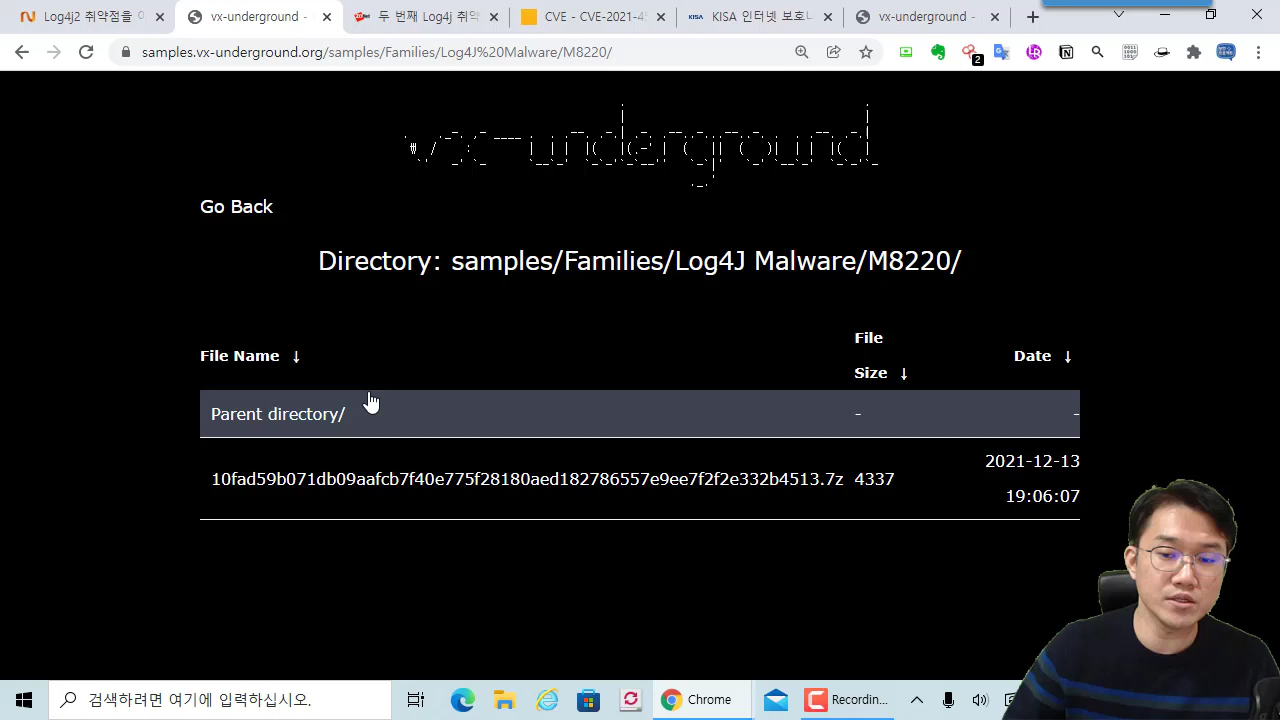 Log4j2 취약점을 이
vx-underground -
두 번째 Log4j 취약
CVE - CVE-2021-45
KISA 인터넷 보호나
vx-underground -
samples.vx-underground.org/samples/Families/Log4J%20Malware/M8220/
2
vx-underground
Go Back
Directory: samples/Families/Log4J Malware/M8220/
File Name ↓
File Size ↓
Date ↓
Parent directory/ - -
10fad59b071db09aafcb7f40e775f28180aed182786557e9ee7f2f2e332b4513.7z 4337 2021-12-13 19:06:07
검색하려면 여기에 입력하십시오.
Chrome
Recordin...